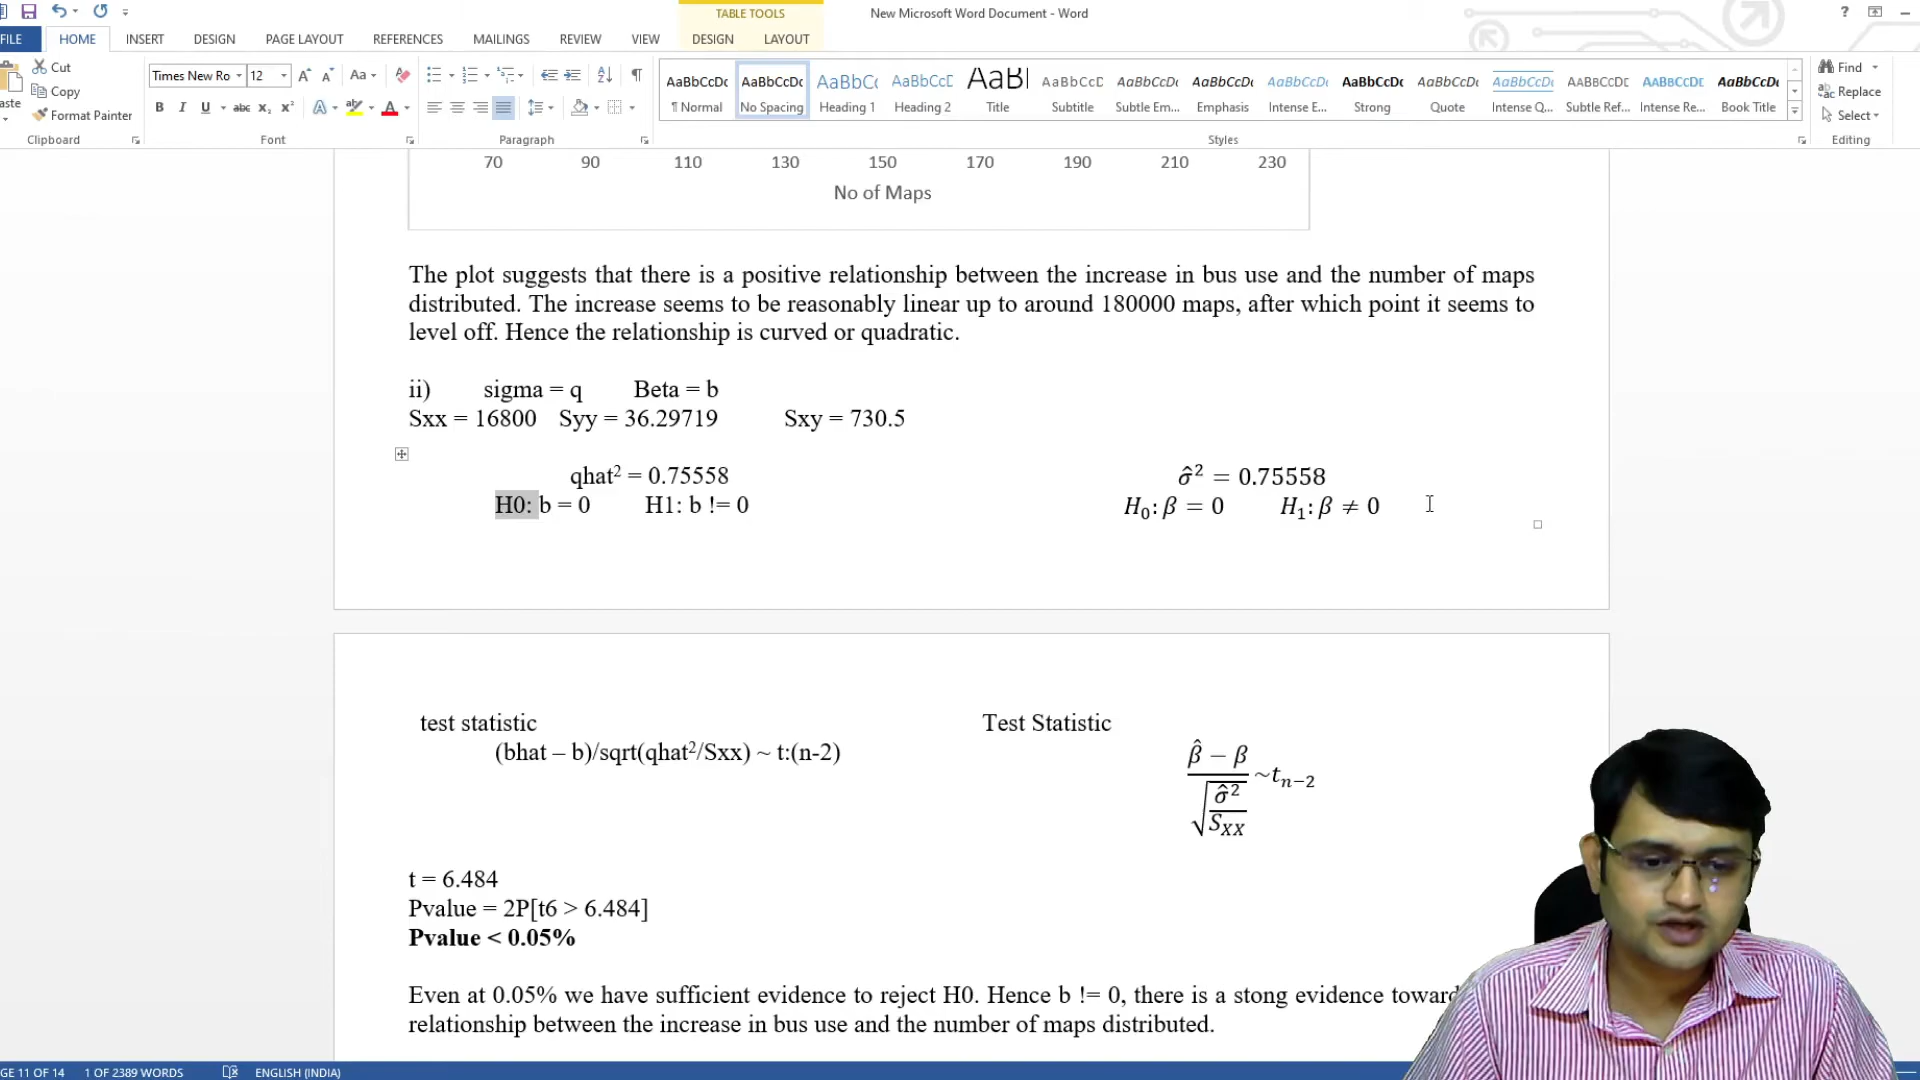 TABLE TOOLS
New Microsoft Word Document - Word
FILE HOME INSERT DESIGN PAGE LAYOUT REFERENCES MAILINGS REVIEW VIEW DESIGN LAYOUT
Cut
Copy
Format Painter
Clipboard
Times New Ro 12
Font
Paragraph
AaBbCcDc AaBbCcDc AaBbC( AaBbCcD AaBI AaBbCcD AaBbCcDc AaBbCcDc AaBbCcDc AaBbCcDc AaBbCcDc AaBbCcDc AABBCCDE AABBCCDE AaBbCcDc
¶ Normal No Spacing Heading 1 Heading 2 Title Subtitle Subtle Em... Emphasis Intense E... Strong Quote Intense Q... Subtle Ref... Intense Re... Book Title
Styles
Find
Replace
Select
Editing
70 90 110 130 150 170 190 210 230
No of Maps
The plot suggests that there is a positive relationship between the increase in bus use and the number of maps
distributed. The increase seems to be reasonably linear up to around 180000 maps, after which point it seems to
level off. Hence the relationship is curved or quadratic.
ii) sigma = q Beta = b
Sxx = 16800 Syy = 36.29719 Sxy = 730.5
qhat² = 0.75558
H0: b = 0 H1: b != 0
σ̂² = 0.75558
H₀: β = 0 H₁: β ≠ 0
test statistic
(bhat – b)/sqrt(qhat²/Sxx) ~ t:(n-2)
Test Statistic
β̂ − β
~tₙ₋₂
√ σ̂²
S_XX
t = 6.484
Pvalue = 2P[t6 > 6.484]
Pvalue < 0.05%
Even at 0.05% we have sufficient evidence to reject H0. Hence b != 0, there is a stong evidence
relationship between the increase in bus use and the number of maps distributed.
11 OF 14 1 OF 2389 WORDS ENGLISH (INDIA)